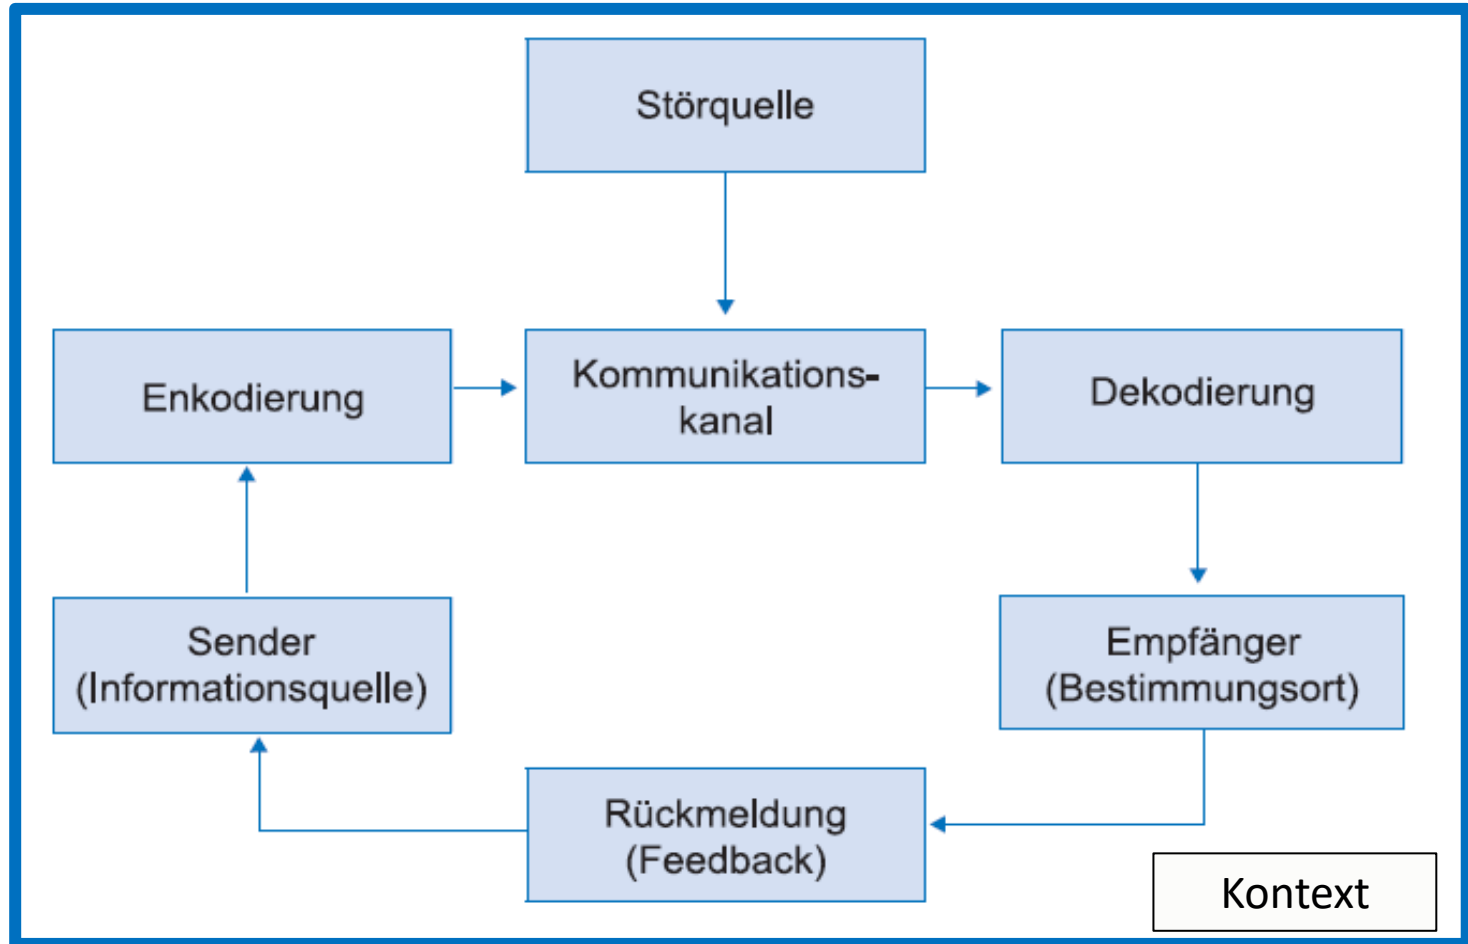 Störquelle
Enkodierung
Kommunikations-
kanal
Dekodierung
Sender
(Informationsquelle)
Empfänger
(Bestimmungsort)
Rückmeldung
(Feedback)
Kontext